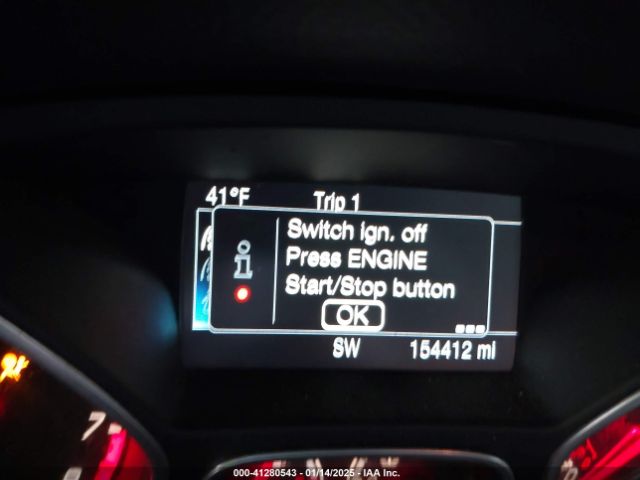 41°F Trip 1
Switch ign. off
Press ENGINE
Start/Stop button
OK
SW 154412 mi
7
000-41280543 - 01/14/2025 - IAA Inc.